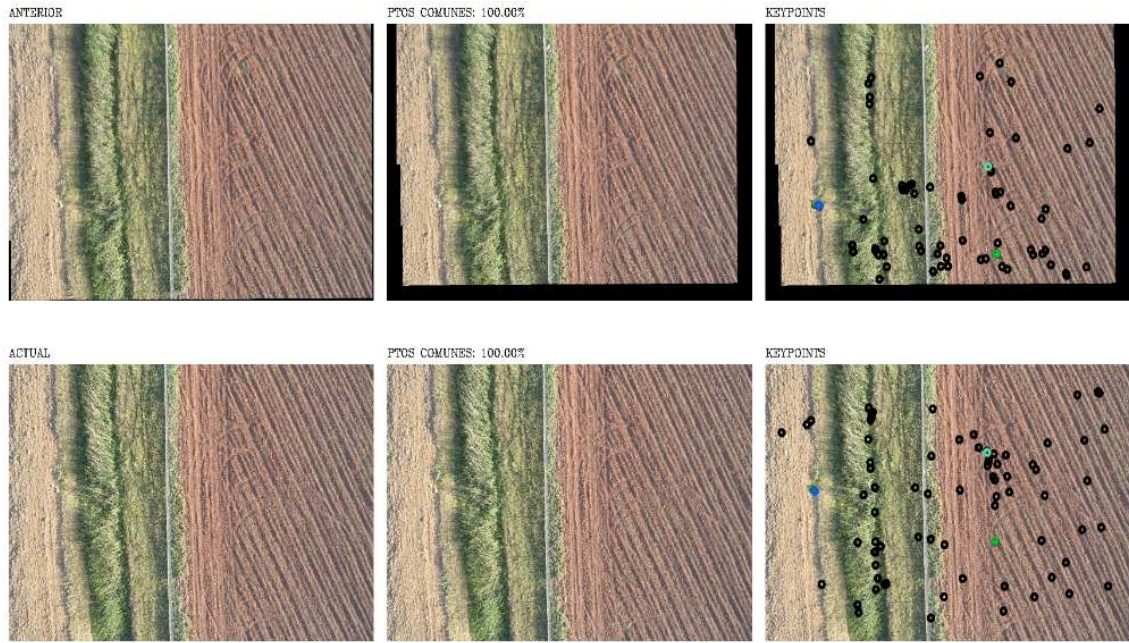 ANTERIOR
PTOS COMUNES: 100.00%
KEYPOINTS
ACTUAL
PTOS COMUNES: 100.00%
KEYPOINTS